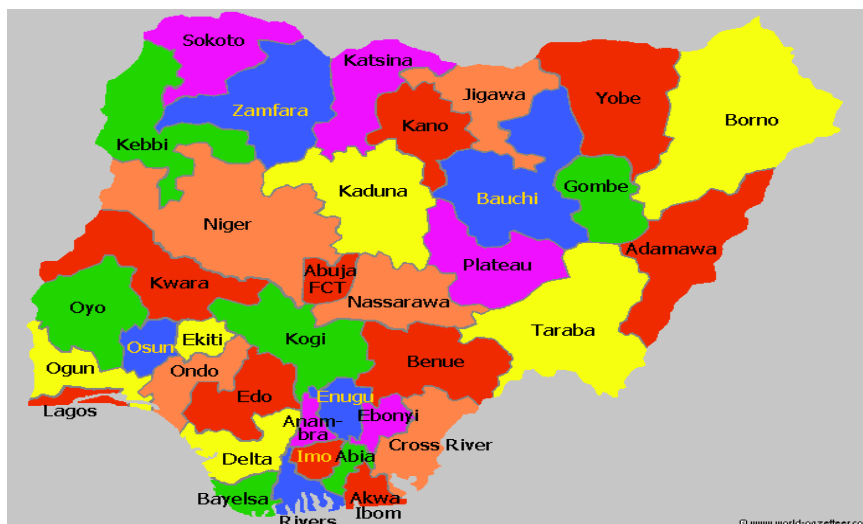 Sokoto
Katsina
Zamfara
Jigawa
Yobe
Borno
Kano
Kebbi
Kaduna
Bauchi
Gombe
Niger
Adamawa
Plateau
Abuja
FCT
Kwara
Nassarawa
Oyo
Taraba
Osun
Ekiti
Kogi
Ogun
Ondo
Benue
Edo
Enugu
Lagos
Anam-
bra
Ebonyi
Cross River
Delta
Imo
Abia
Bayelsa
Akwa
Ibom
Rivers